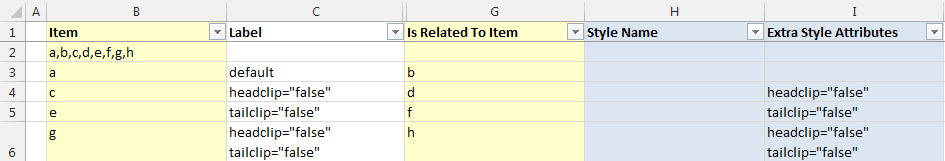 A B C G H I
1 Item Label Is Related To Item Style Name Extra Style Attributes
2 a,b,c,d,e,f,g,h
3 a default b
4 c headclip="false" d headclip="false"
5 e tailclip="false" f tailclip="false"
g headclip="false" h headclip="false"
6 tailclip="false" tailclip="false"